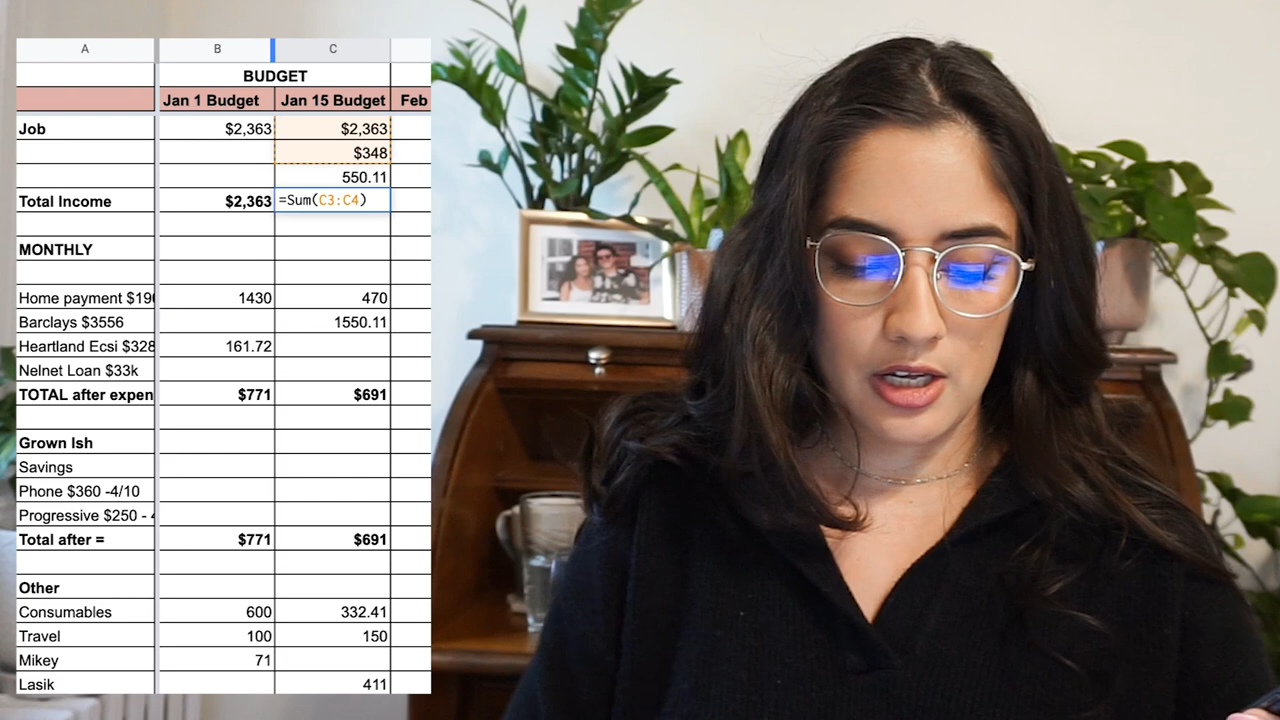 A B C
BUDGET
Jan 1 Budget Jan 15 Budget Feb
Job $2,363 $2,363
$348
550.11
Total Income $2,363 =Sum(C3:C4)
MONTHLY
Home payment $190 1430 470
Barclays $3556 1550.11
Heartland Ecsi $328 161.72
Nelnet Loan $33k
TOTAL after expen $771 $691
Grown Ish
Savings
Phone $360 -4/10
Progressive $250 - 4
Total after = $771 $691
Other
Consumables 600 332.41
Travel 100 150
Mikey 71
Lasik 411